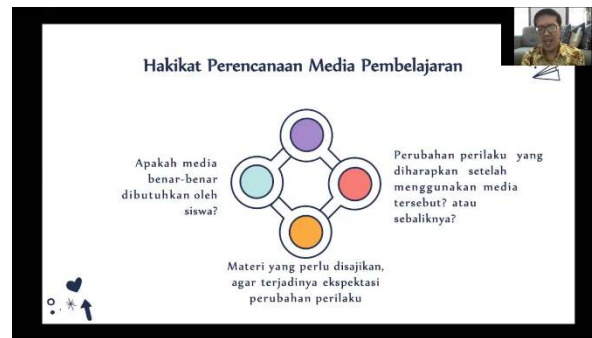 Hakikat Perencanaan Media Pembelajaran
Apakah media
benar-benar
dibutuhkan oleh
siswa?
Perubahan perilaku yang
diharapkan setelah
menggunakan media
tersebut? atau
sebaliknya?
Materi yang perlu disajikan,
agar terjadinya ekspektasi
perubahan perilaku